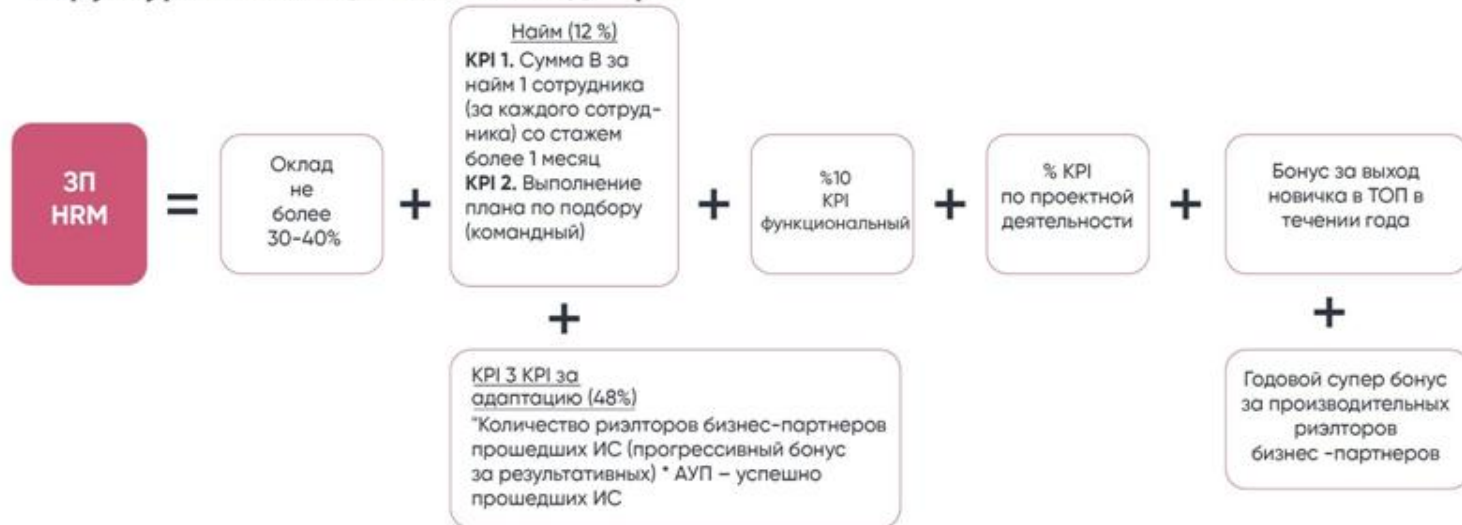 ЗП
HRM
=
Оклад
не
более
30-40%
+
Найм (12 %)
KPI 1. Сумма В за
найм 1 сотрудника
(за каждого сотруд-
ника) со стажем
более 1 месяц
KPI 2. Выполнение
плана по подбору
(командный)
+
%10
KPI
функциональный
+
% KPI
по проектной
деятельности
+
Бонус за выход
новичка в ТОП в
течении года
+
KPI 3 KPI за
адаптацию (48%)
"Количество риэлторов бизнес-партнеров
прошедших ИС (прогрессивный бонус
за результативных) * АУП – успешно
прошедших ИС
+
Годовой супер бонус
за производительных
риэлторов
бизнес -партнеров